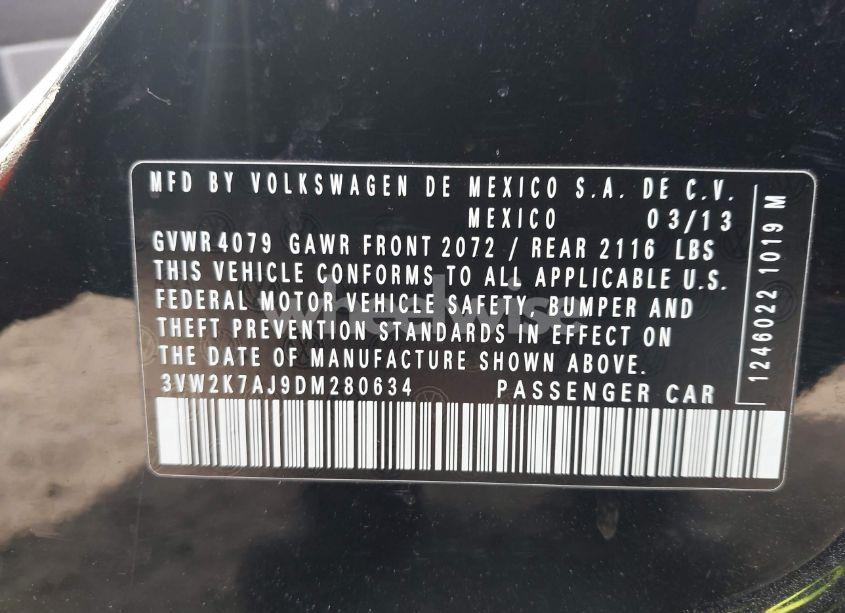 MFD BY VOLKSWAGEN DE MEXICO S.A. DE C.V.
MEXICO 03/13
GVWR 4079 GAWR FRONT 2072 / REAR 2116 LBS
THIS VEHICLE CONFORMS TO ALL APPLICABLE U.S.
FEDERAL MOTOR VEHICLE SAFETY, BUMPER AND
THEFT PREVENTION STANDARDS IN EFFECT ON
THE DATE OF MANUFACTURE SHOWN ABOVE.
3VW2K7AJ9DM280634 PASSENGER CAR
1246022 1019 M
wheelwise